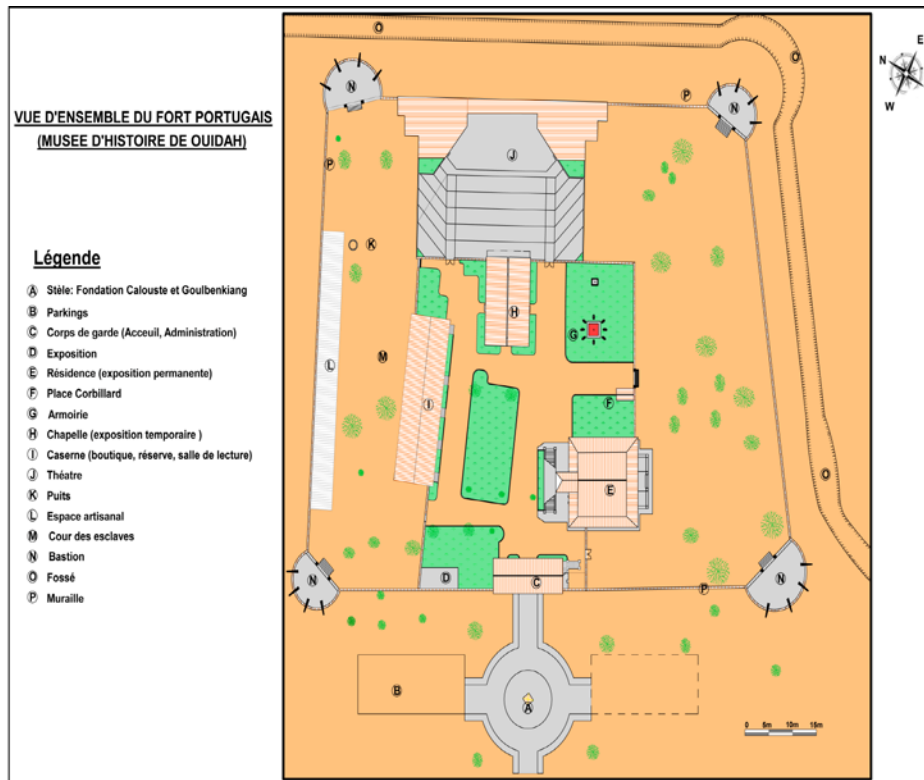 VUE D'ENSEMBLE DU FORT PORTUGAIS
(MUSEE D'HISTOIRE DE OUIDAH)
Légende
A Stèle: Fondation Calouste et Goulbenkiang
B Parkings
C Corps de garde (Acceuil, Administration)
D Exposition
E Résidence (exposition permanente)
F Place Corbillard
G Armoirie
H Chapelle (exposition temporaire )
I Caserne (boutique, réserve, salle de lecture)
J Théatre
K Puits
L Espace artisanal
M Cour des esclaves
N Bastion
O Fossé
P Muraille
O
O
N
P
N
J
P
K
H
G
L
M
I
F
E
O
N
D
C
P
N
B
A
0 5m 10m 15m
E
N
S
W